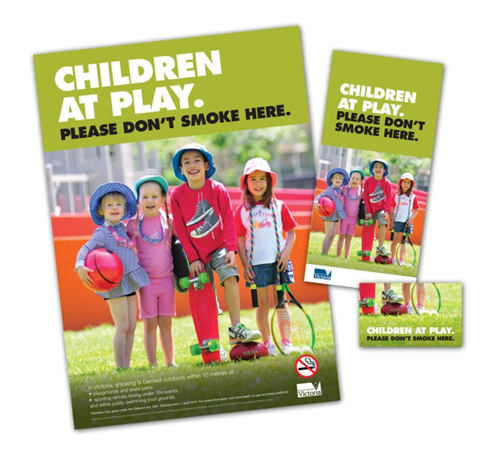 CHILDREN
AT PLAY.
PLEASE DON'T SMOKE HERE.
In Victoria, smoking is banned outdoors within 10 metres of:
• playgrounds and skate parks
• sporting venues during under 18s events
and within public swimming pool grounds.
Victoria
CHILDREN
AT PLAY.
PLEASE DON'T
SMOKE HERE.
Victoria
CHILDREN AT PLAY.
PLEASE DON'T SMOKE HERE.